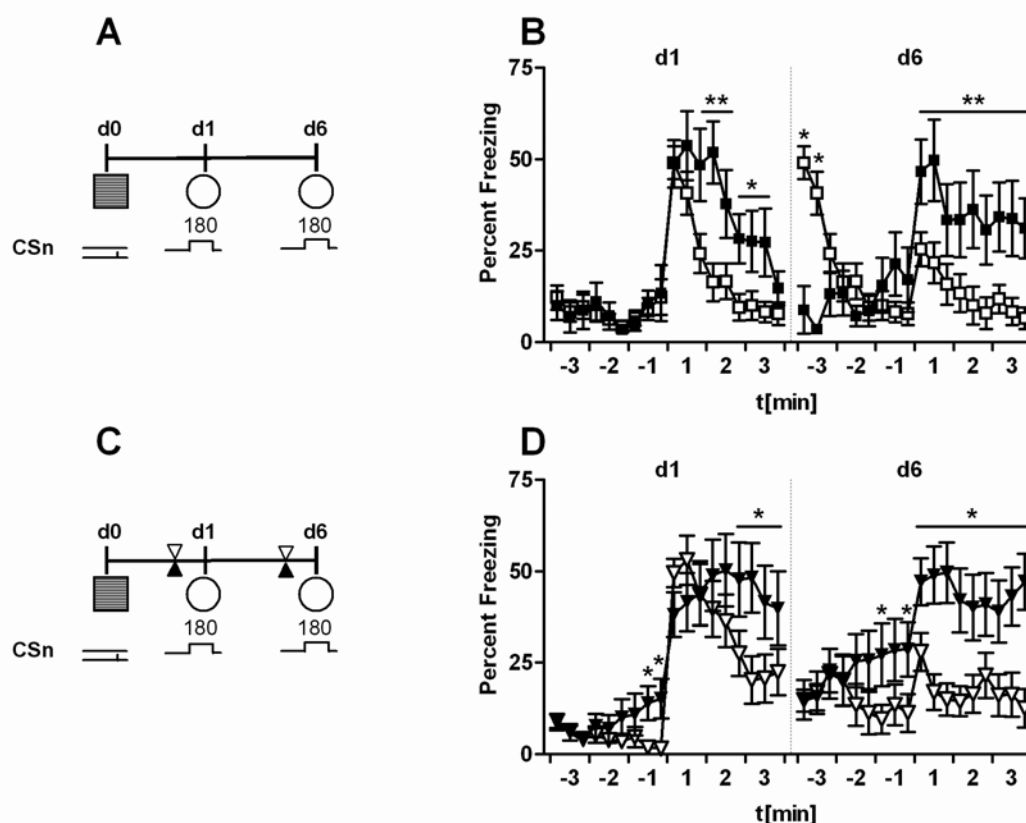 A
d0 d1 d6
180 180
CSn
B
d1 d6
Percent Freezing
75
50
25
0
** * * * **
-3 -2 -1 1 2 3 -3 -2 -1 1 2 3
t[min]
C
d0 d1 d6
180 180
CSn
D
d1 d6
Percent Freezing
75
50
25
0
* * * * * *
-3 -2 -1 1 2 3 -3 -2 -1 1 2 3
t[min]